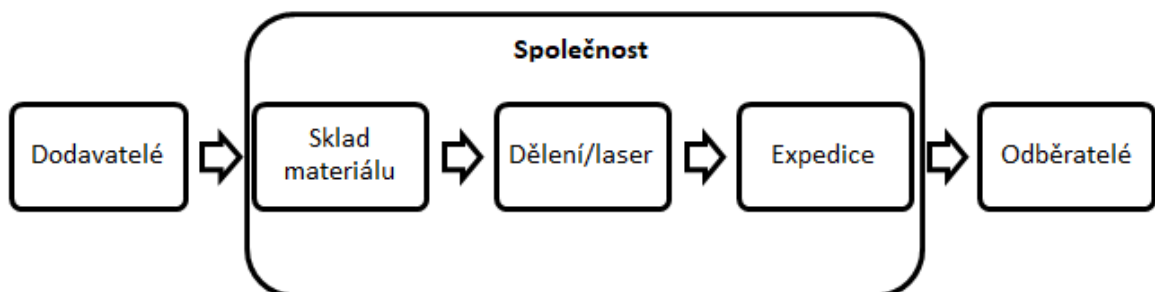 Společnost
Dodavatelé
Sklad
materiálu
Dělení/laser
Expedice
Odběratelé